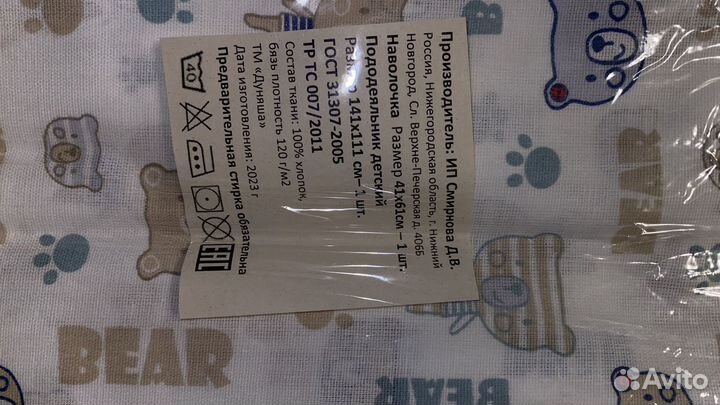 Производитель: ИП Смирнова Д.В.
Россия, Нижегородская область, г. Нижний
Новгород, Сл. Верхне-Печерская д. 406Б
Наволочка Размер 41х61см – 1 шт.
Пододеяльник детский
Размер 141х111 см– 1 шт.
ГОСТ 31307-2005
ТР ТС 007/2011
Состав ткани: 100% хлопок,
бязь плотность 120 г/м2
ТМ «Дуняша»
Дата изготовления: 2023 г
Предварительная стирка обязательна
40
EAC
BEAR
BEAR
BEAR
Avito